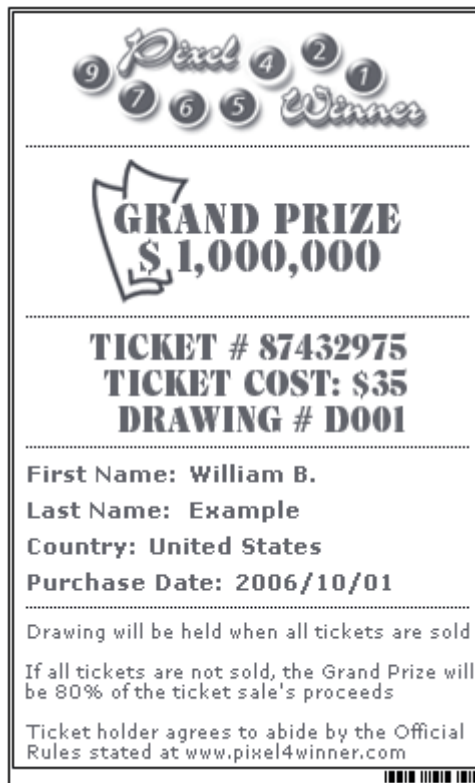 Pixel 4 2 1
9 7 6 5 Winner
GRAND PRIZE
$ 1,000,000
TICKET # 87432975
TICKET COST: $35
DRAWING # D001
First Name: William B.
Last Name: Example
Country: United States
Purchase Date: 2006/10/01
Drawing will be held when all tickets are sold
If all tickets are not sold, the Grand Prize will
be 80% of the ticket sale's proceeds
Ticket holder agrees to abide by the Official
Rules stated at www.pixel4winner.com